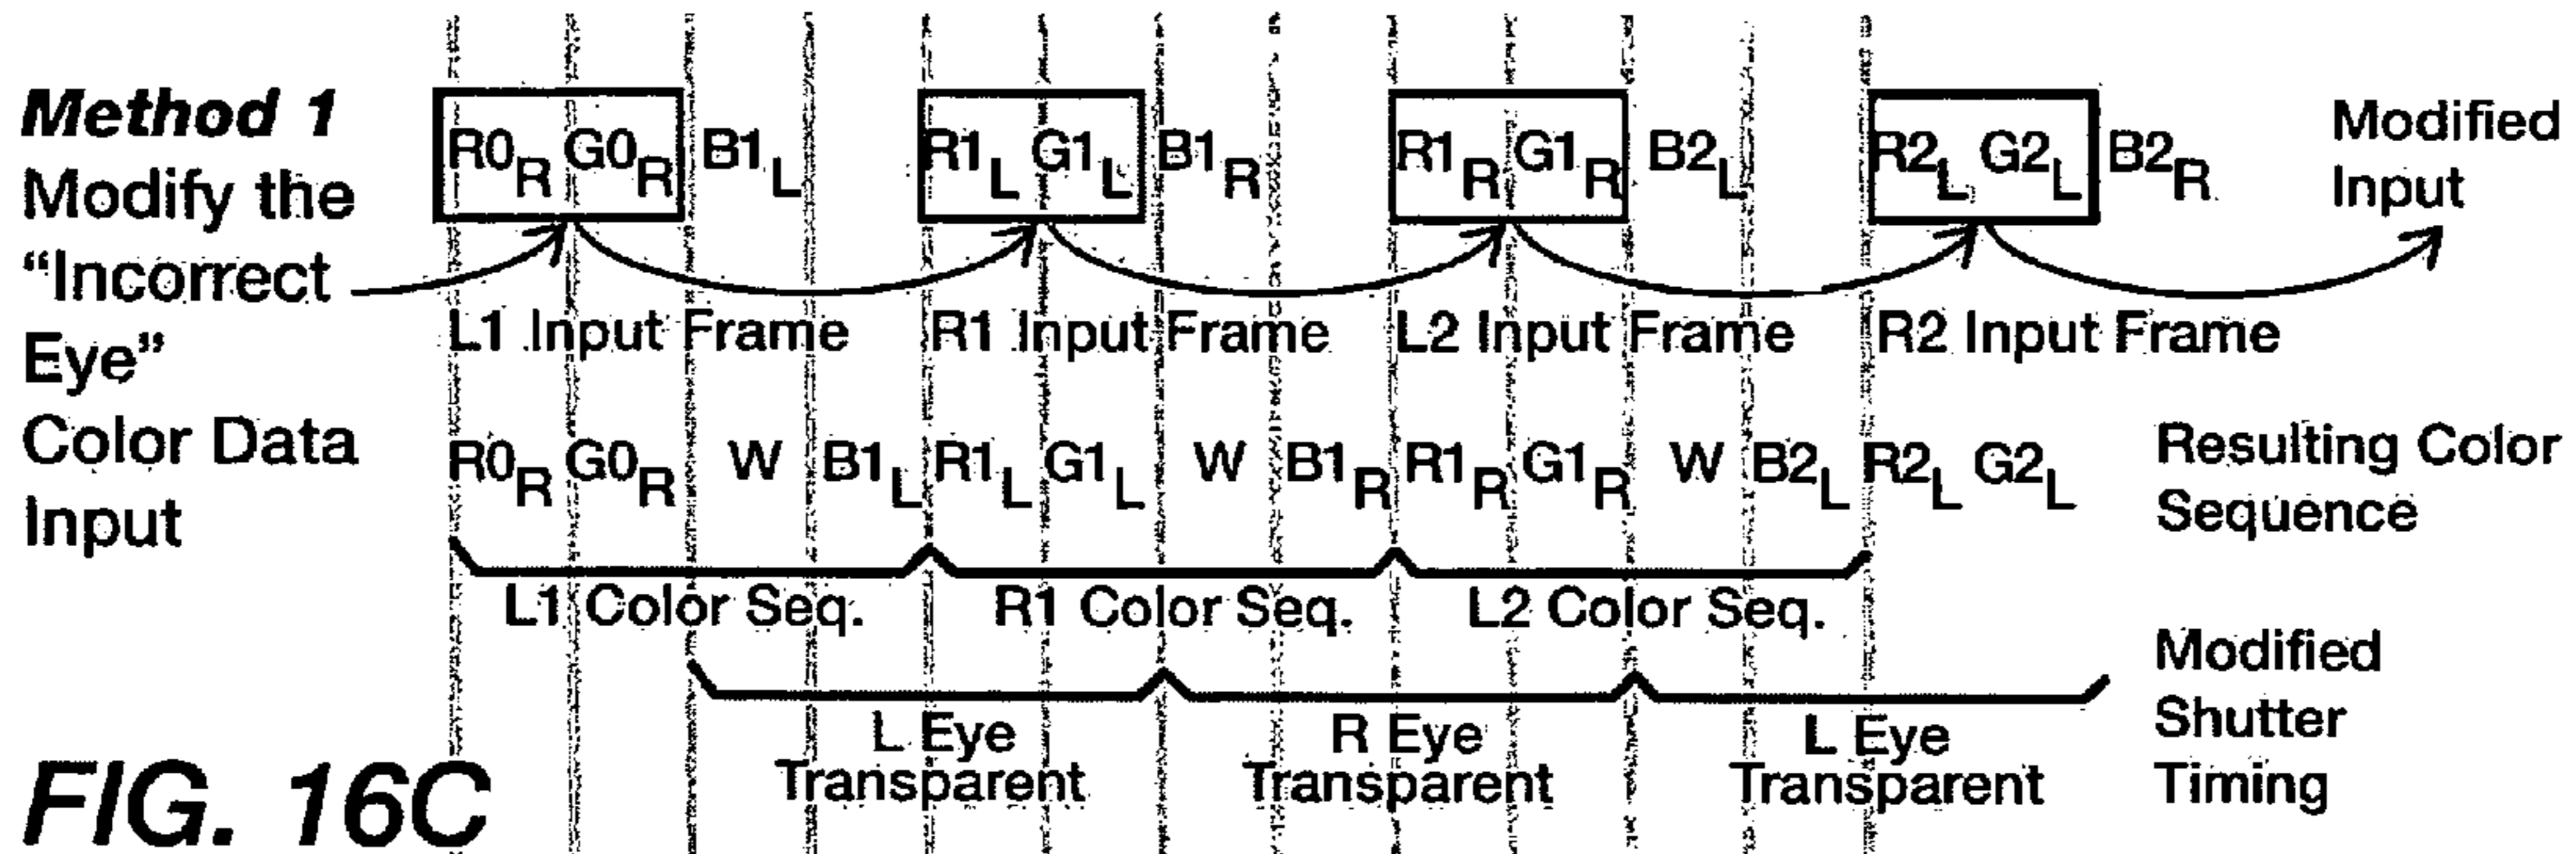 Method 1
Modify the
“Incorrect
Eye”
Color Data
Input
R0R G0R B1L R1L G1L B1R R1R G1R B2L R2L G2L B2R
Modified
Input
L1 Input Frame R1 Input Frame L2 Input Frame R2 Input Frame
R0R G0R W B1L R1L G1L W B1R R1R G1R W B2L R2L G2L
Resulting Color
Sequence
L1 Color Seq. R1 Color Seq. L2 Color Seq.
L Eye
Transparent
R Eye
Transparent
L Eye
Transparent
Modified
Shutter
Timing
FIG. 16C